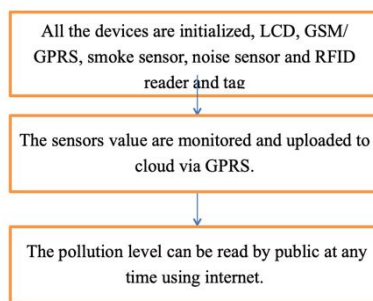 All the devices are initialized, LCD, GSM/
GPRS, smoke sensor, noise sensor and RFID
reader and tag
The sensors value are monitored and uploaded to
cloud via GPRS.
The pollution level can be read by public at any
time using internet.